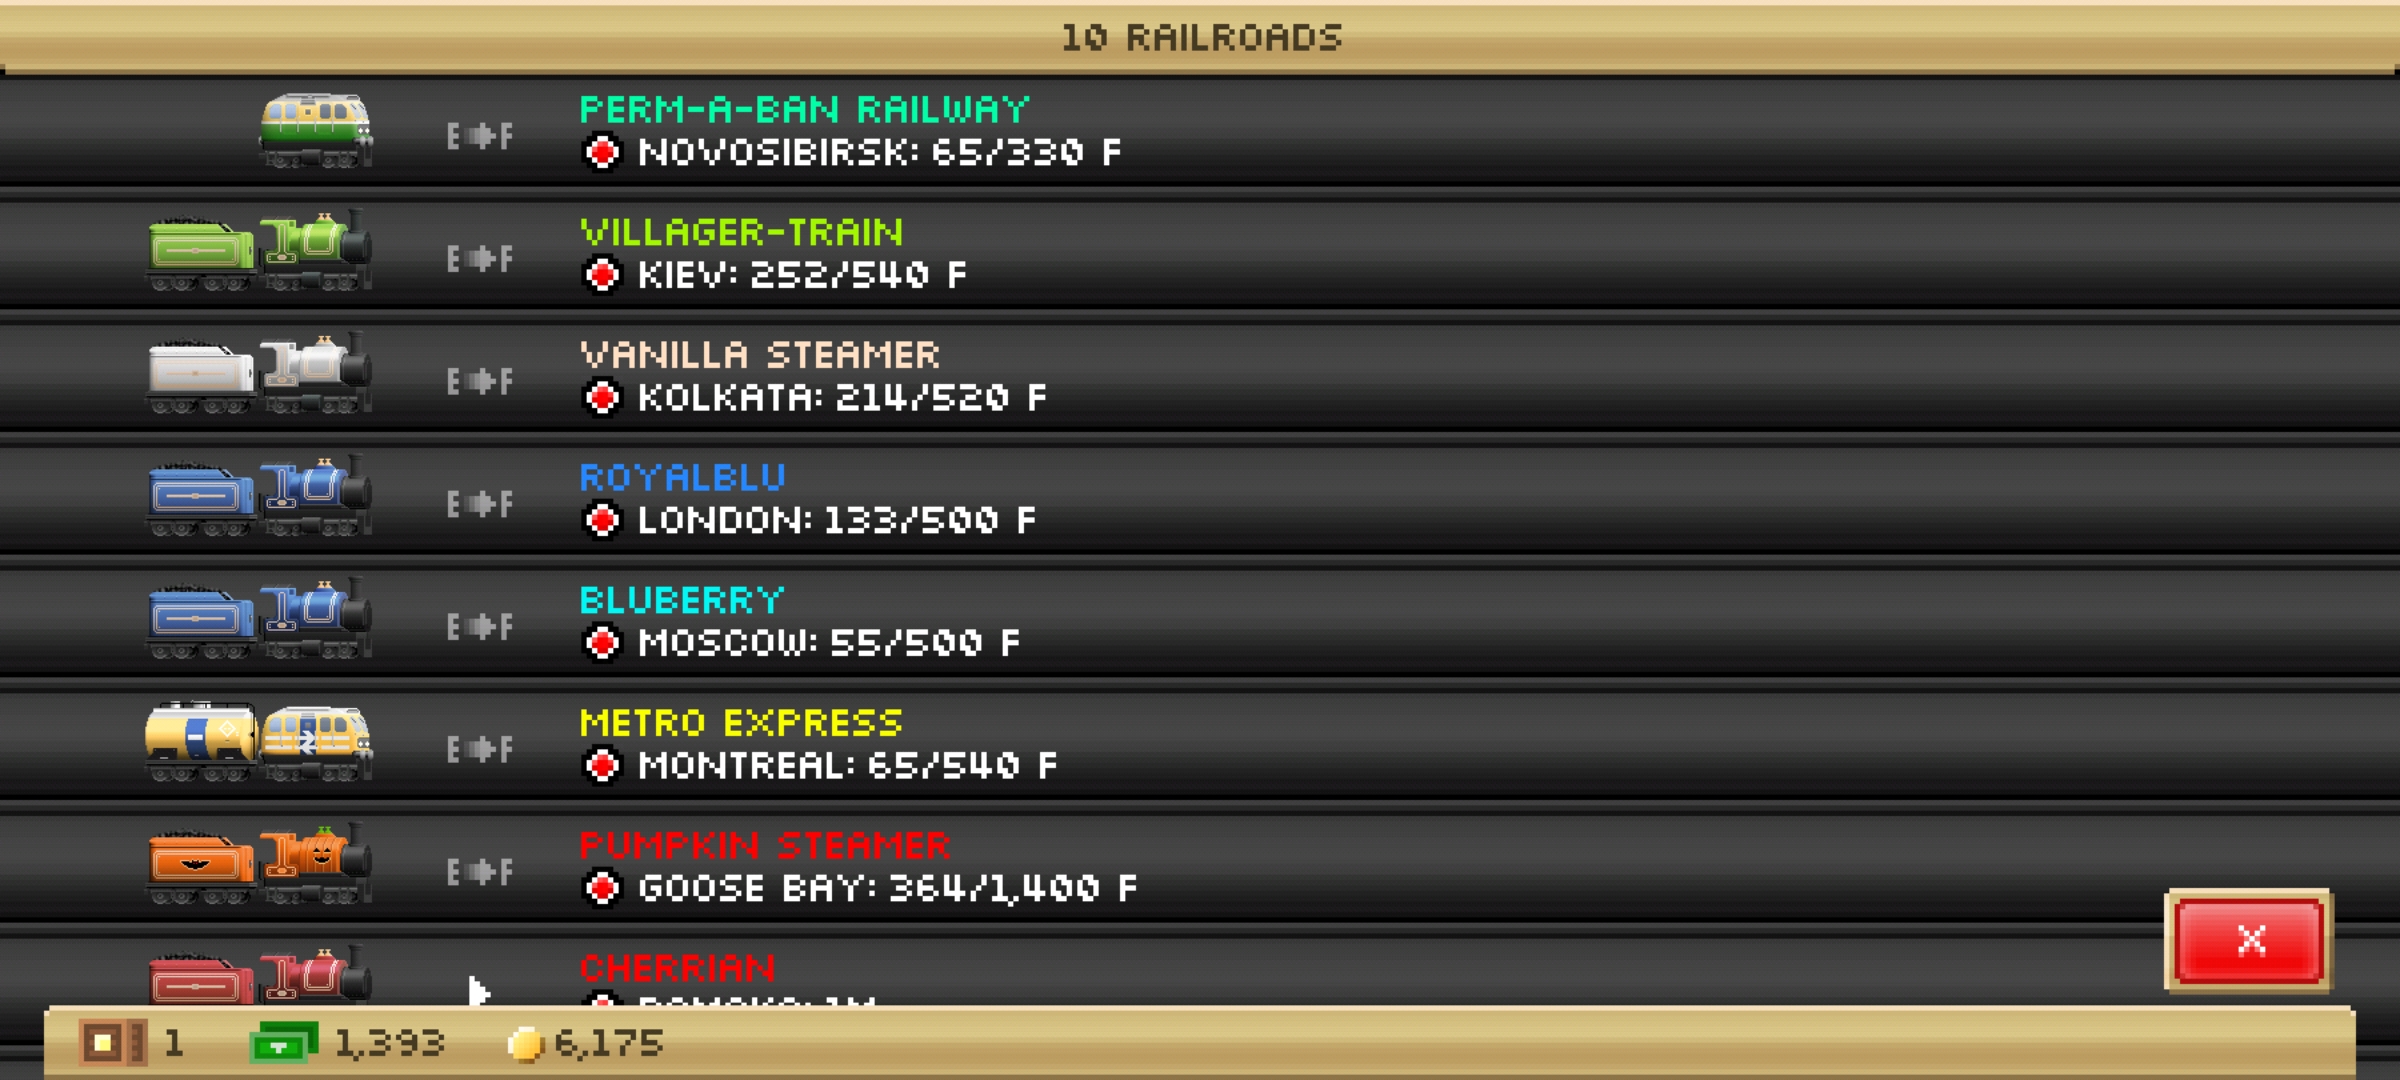 10 RAILROADS
E F
PERM-A-BAN RAILWAY
NOVOSIBIRSK: 65/330 F
E F
VILLAGER-TRAIN
KIEV: 252/540 F
E F
VANILLA STEAMER
KOLKATA: 214/520 F
E F
ROYALBLU
LONDON: 133/500 F
E F
BLUBERRY
MOSCOW: 55/500 F
E F
METRO EXPRESS
MONTREAL: 65/540 F
E F
PUMPKIN STEAMER
GOOSE BAY: 364/1,400 F
X
CHERRIAN
1 1,393 6,175